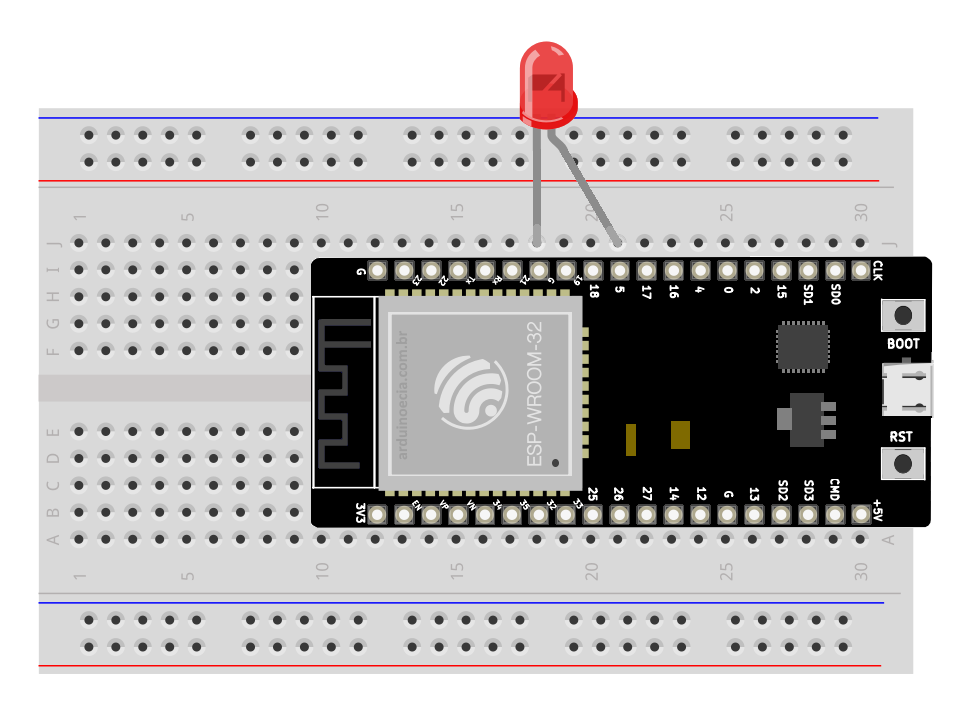 1 5 10 15 20 25 30
J J
I
H
G
F
G 23 22 Tx Rx 21 G 19 18 5 17 16 4 0 2 15 SD1 SD0 CLK
BOOT
arduinoecia.com.br
ESP-WROOM-32
RST
E
D
C
B
A A
3V3 EN VP VN 34 35 32 33 25 26 27 14 12 G 13 SD2 SD3 CMD +5V
1 5 10 15 20 25 30